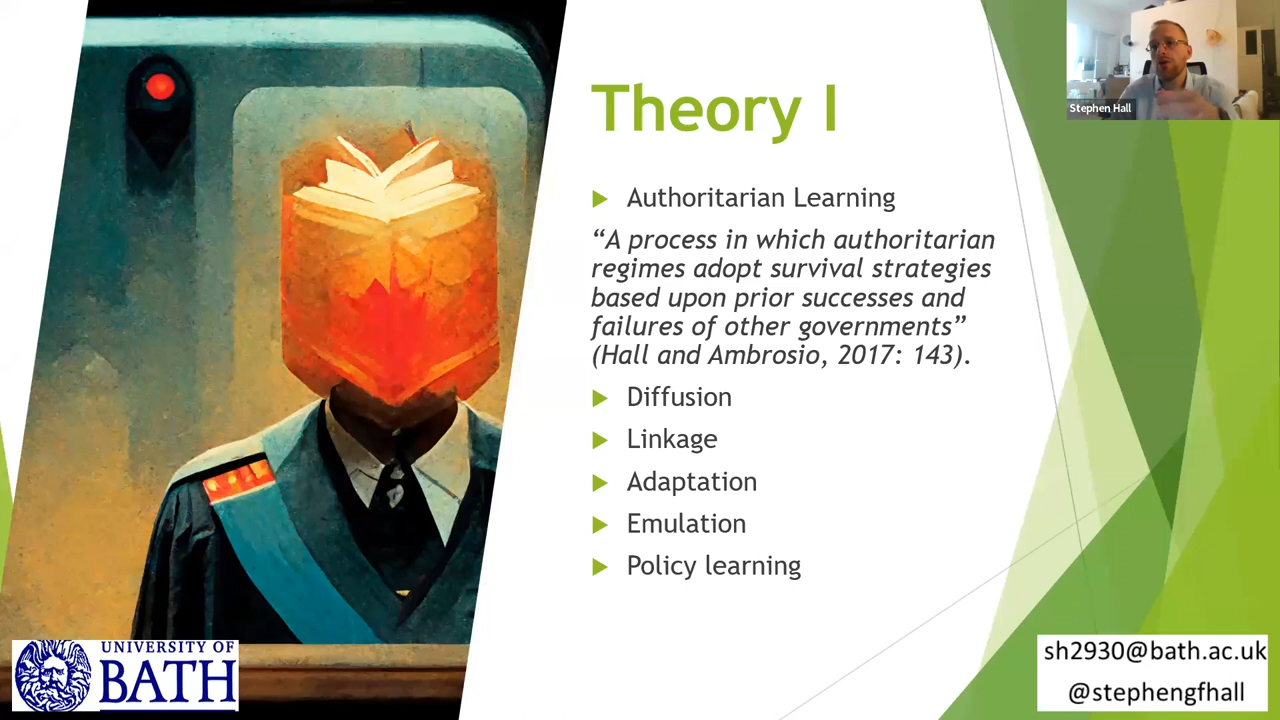 Stephen Hall
Theory I
Authoritarian Learning
“A process in which authoritarian
regimes adopt survival strategies
based upon prior successes and
failures of other governments”
(Hall and Ambrosio, 2017: 143).
Diffusion
Linkage
Adaptation
Emulation
Policy learning
UNIVERSITY OF
BATH
sh2930@bath.ac.uk
@stephengfhall